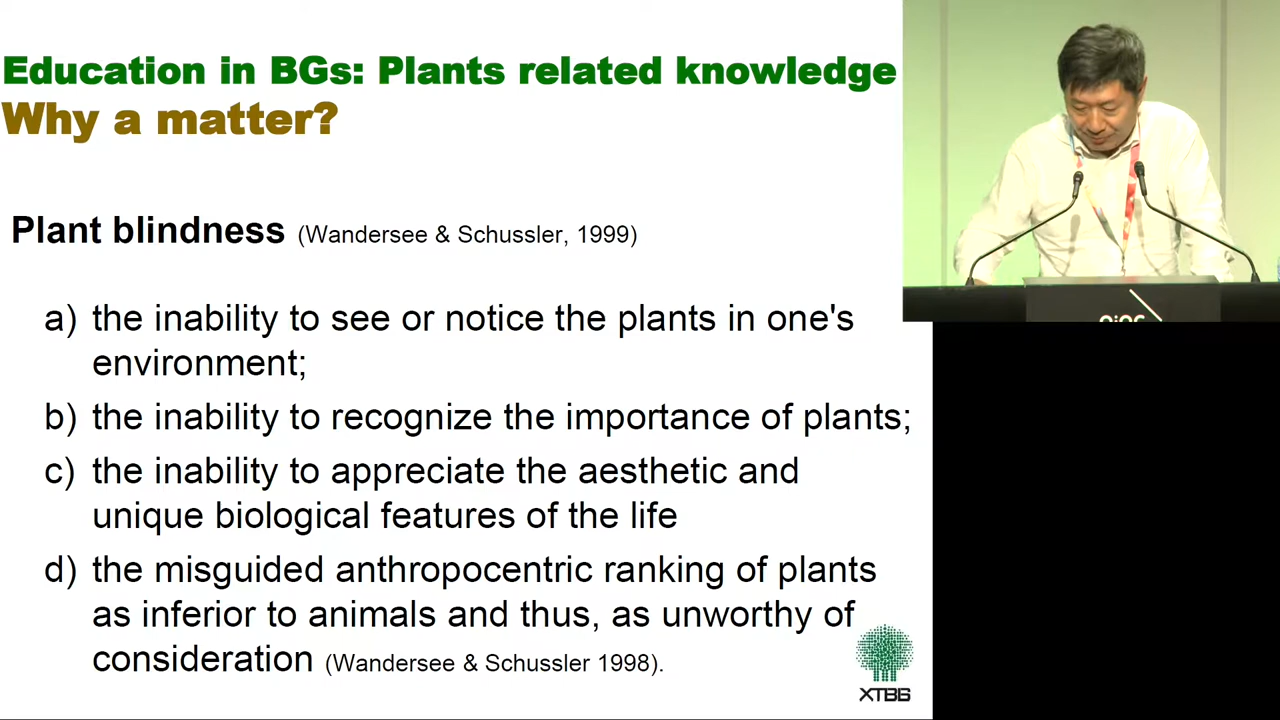 Education in BGs: Plants related knowledge
Why a matter?
Plant blindness (Wandersee & Schussler, 1999)
a) the inability to see or notice the plants in one's
environment;
b) the inability to recognize the importance of plants;
c) the inability to appreciate the aesthetic and
unique biological features of the life
d) the misguided anthropocentric ranking of plants
as inferior to animals and thus, as unworthy of
consideration (Wandersee & Schussler 1998).
XTBG